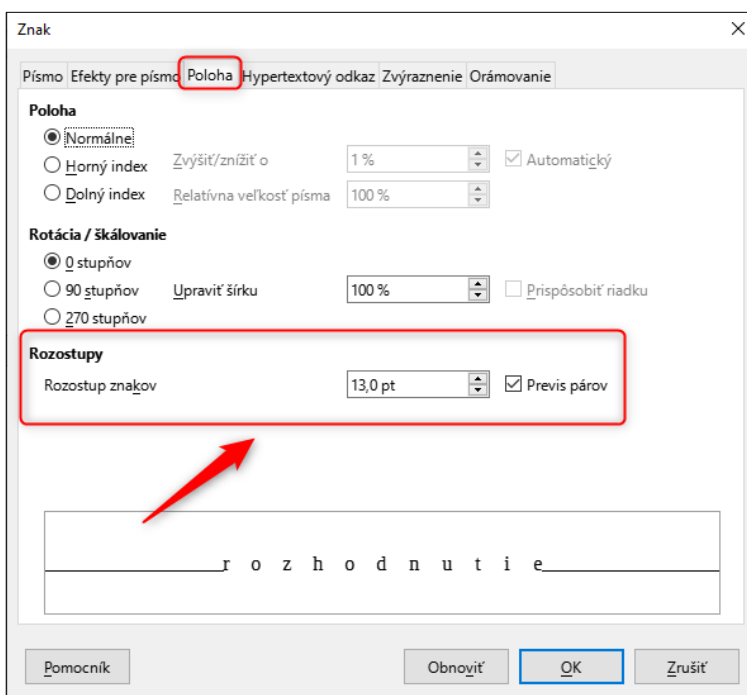 Znak
Písmo Efekty pre písmo Poloha Hypertextový odkaz Zvýraznenie Orámovanie
Poloha
Normálne
Horný index Zvýšiť/znížiť o 1 % Automatický
Dolný index Relatívna veľkosť písma 100 %
Rotácia / škálovanie
0 stupňov
90 stupňov Upraviť šírku 100 % Prispôsobiť riadku
270 stupňov
Rozostupy
Rozostup znakov 13,0 pt Previs párov
r o z h o d n u t i e
Pomocník Obnoviť OK Zrušiť